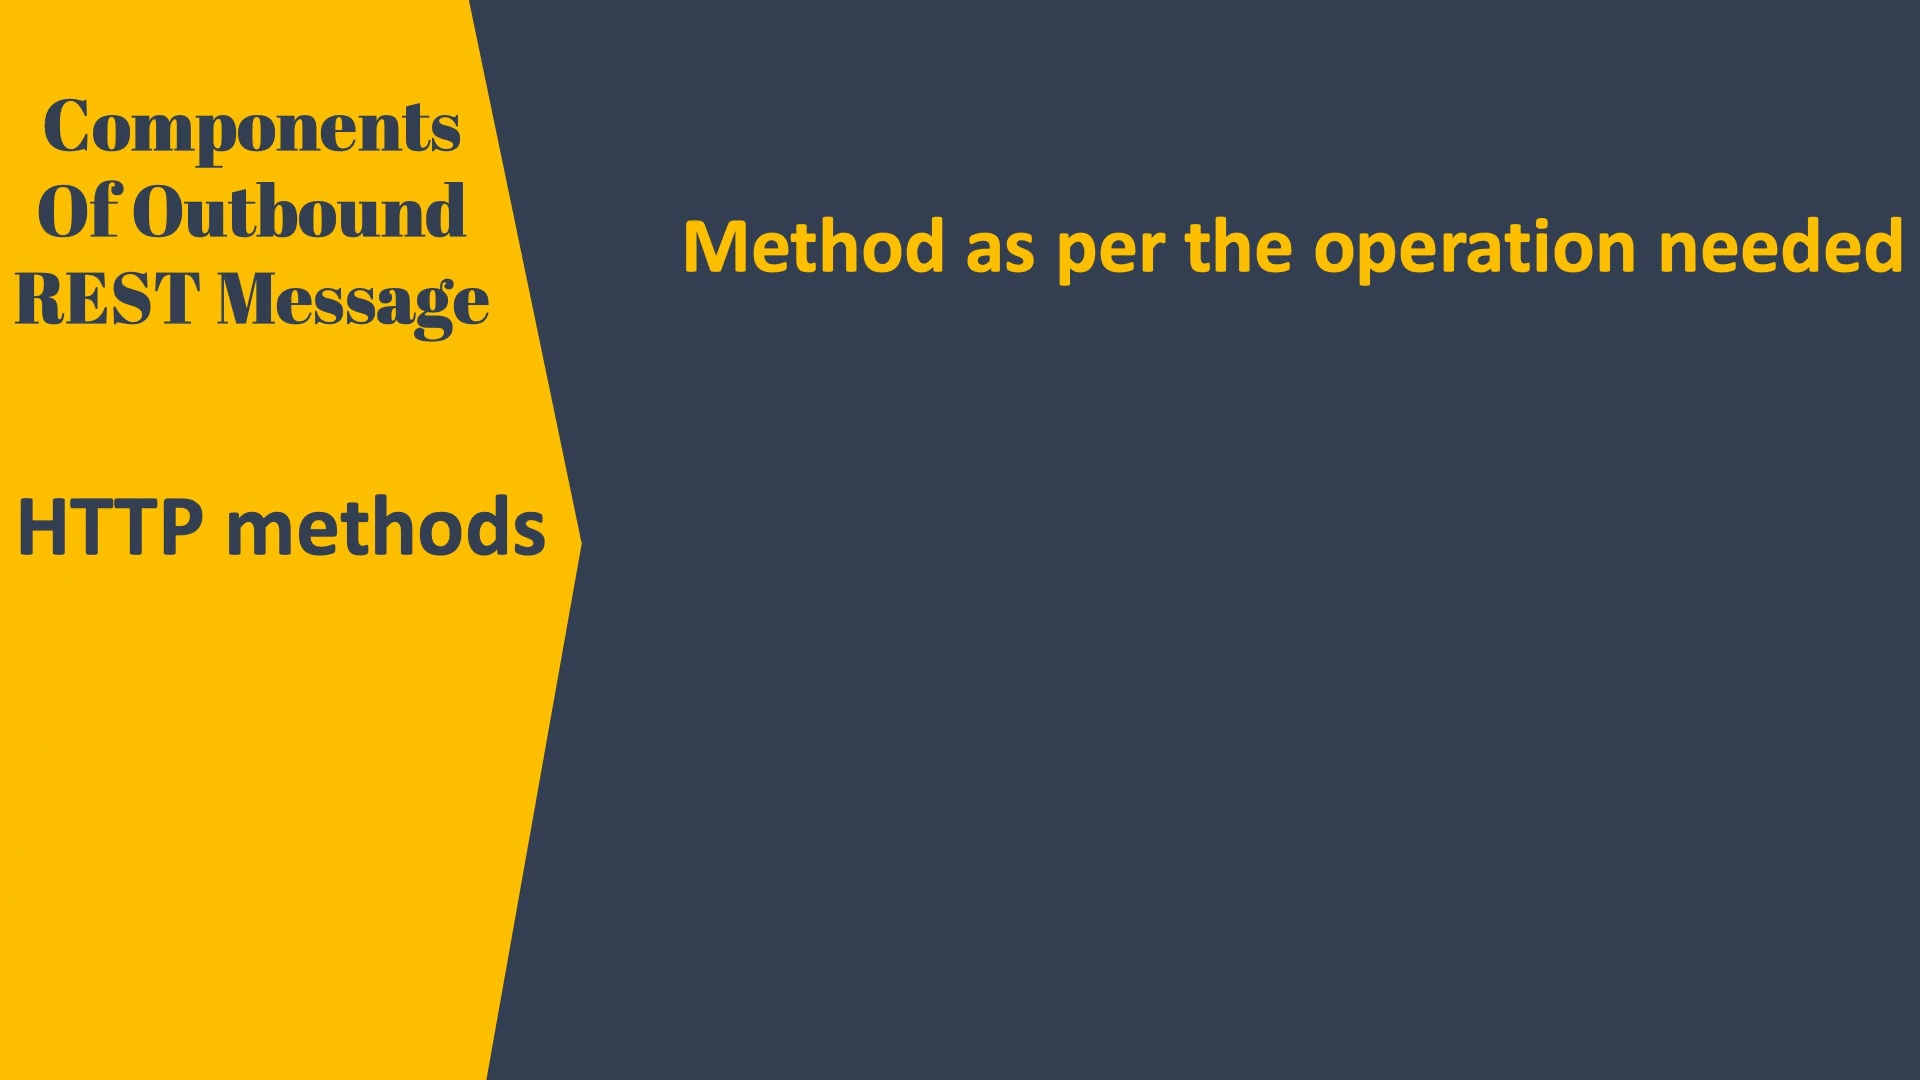 Components
Of Outbound
REST Message
HTTP methods
Method as per the operation needed